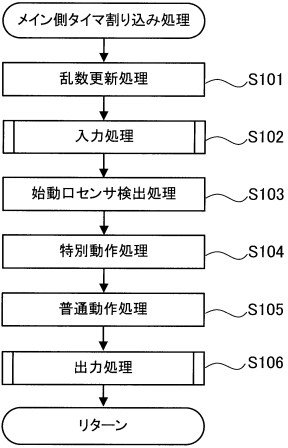 メイン側タイマ割り込み処理
乱数更新処理
S101
入力処理
S102
始動口センサ検出処理
S103
特別動作処理
S104
普通動作処理
S105
出力処理
S106
リターン